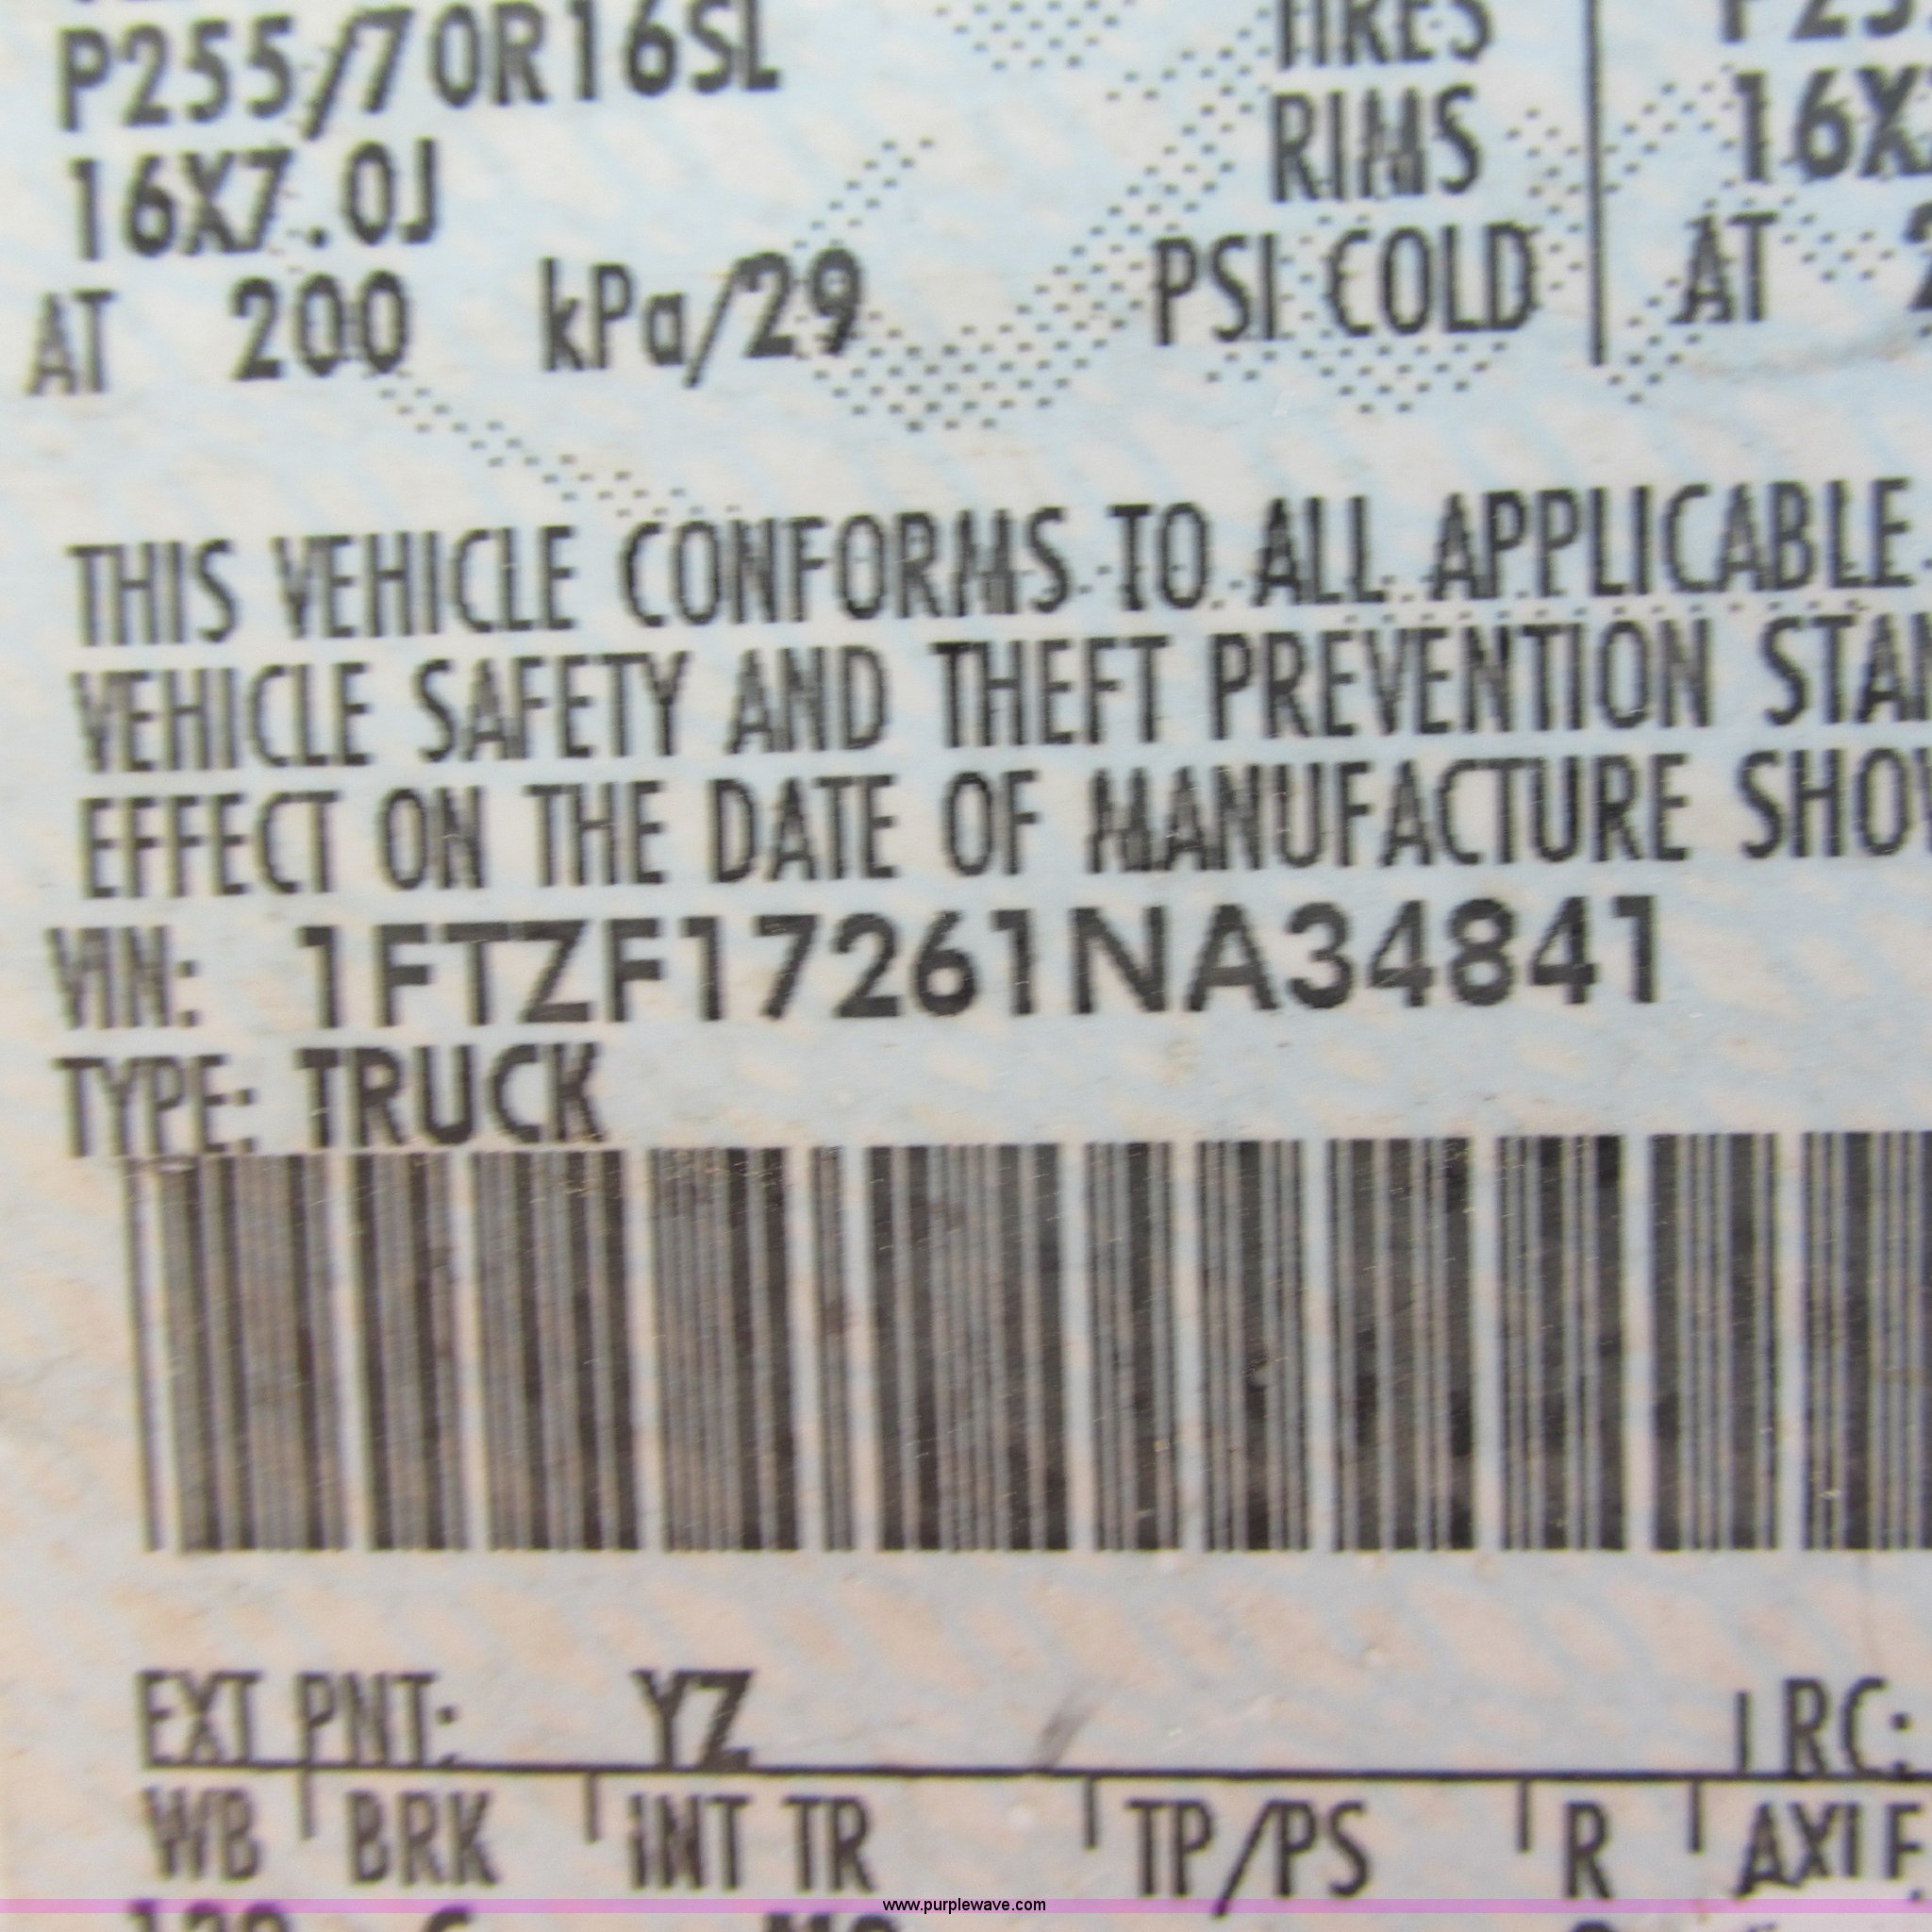 P255/70R16SL TIRES
16X7.0J RIMS 16X
AT 200 kPa/29 PSI COLD AT
THIS VEHICLE CONFORMS TO ALL APPLICABLE
VEHICLE SAFETY AND THEFT PREVENTION STAN
EFFECT ON THE DATE OF MANUFACTURE SHOW
VIN: 1FTZF17261NA34841
TYPE: TRUCK
EXT PNT: YZ RC:
WB BRK INT TR TP/PS R AXLE
www.purplewave.com